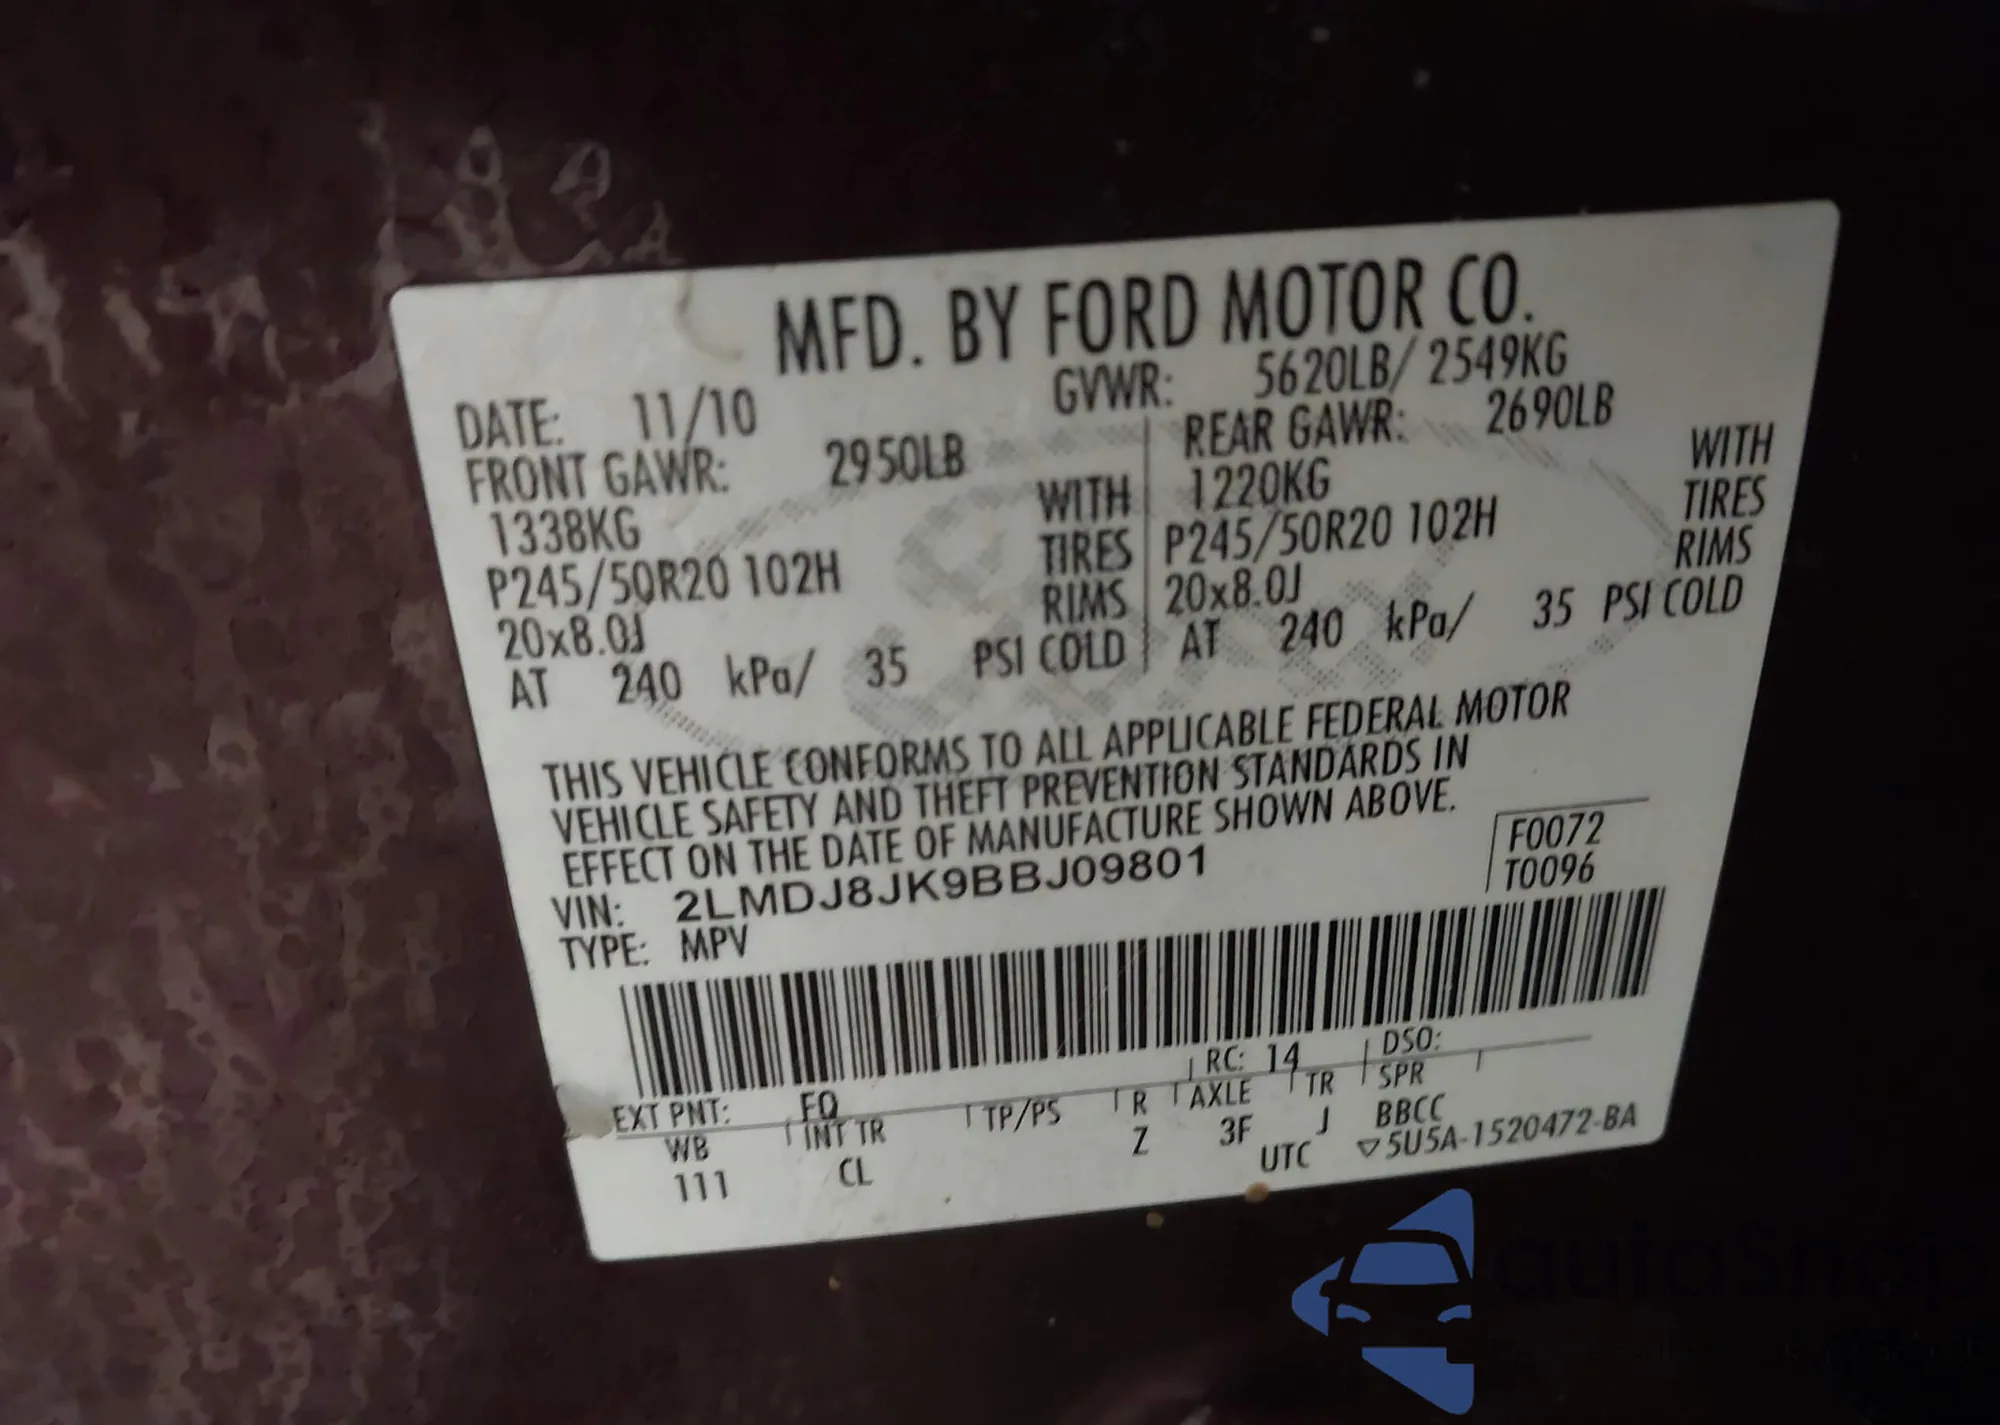 MFD. BY FORD MOTOR CO.
DATE: 11/10
GVWR: 5620LB/ 2549KG
FRONT GAWR: 2950LB
1338KG WITH
P245/50R20 102H TIRES
20x8.0J RIMS
AT 240 kPa/ 35 PSI COLD
REAR GAWR: 2690LB
1220KG WITH
P245/50R20 102H TIRES
20x8.0J RIMS
AT 240 kPa/ 35 PSI COLD
THIS VEHICLE CONFORMS TO ALL APPLICABLE FEDERAL MOTOR
VEHICLE SAFETY AND THEFT PREVENTION STANDARDS IN
EFFECT ON THE DATE OF MANUFACTURE SHOWN ABOVE.
VIN: 2LMDJ8JK9BBJ09801
TYPE: MPV
F0072
T0096
EXT PNT: FQ RC: 14 DSO:
WB INT TR TP/PS R AXLE TR SPR
111 CL Z 3F J BBCC
UTC ▽5U5A-1520472-BA
autosnap